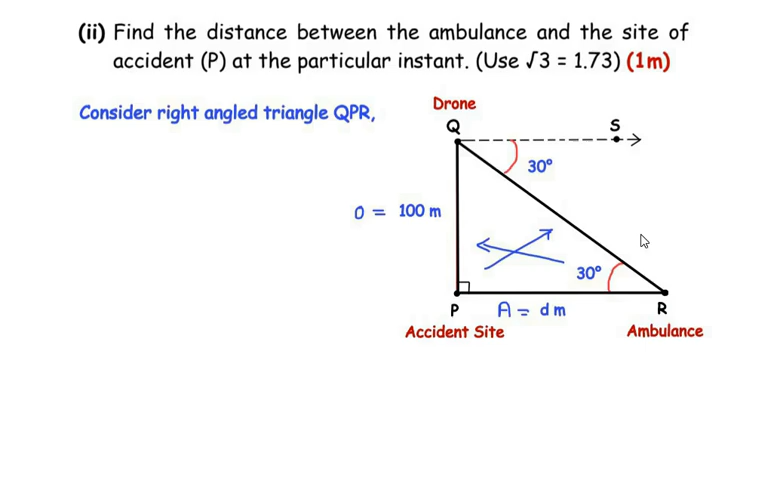 (ii) Find the distance between the ambulance and the site of
accident (P) at the particular instant. (Use √3 = 1.73) (1m)
Consider right angled triangle QPR,
Drone
Q
S
30°
O = 100 m
30°
P
A = d m
R
Accident Site
Ambulance